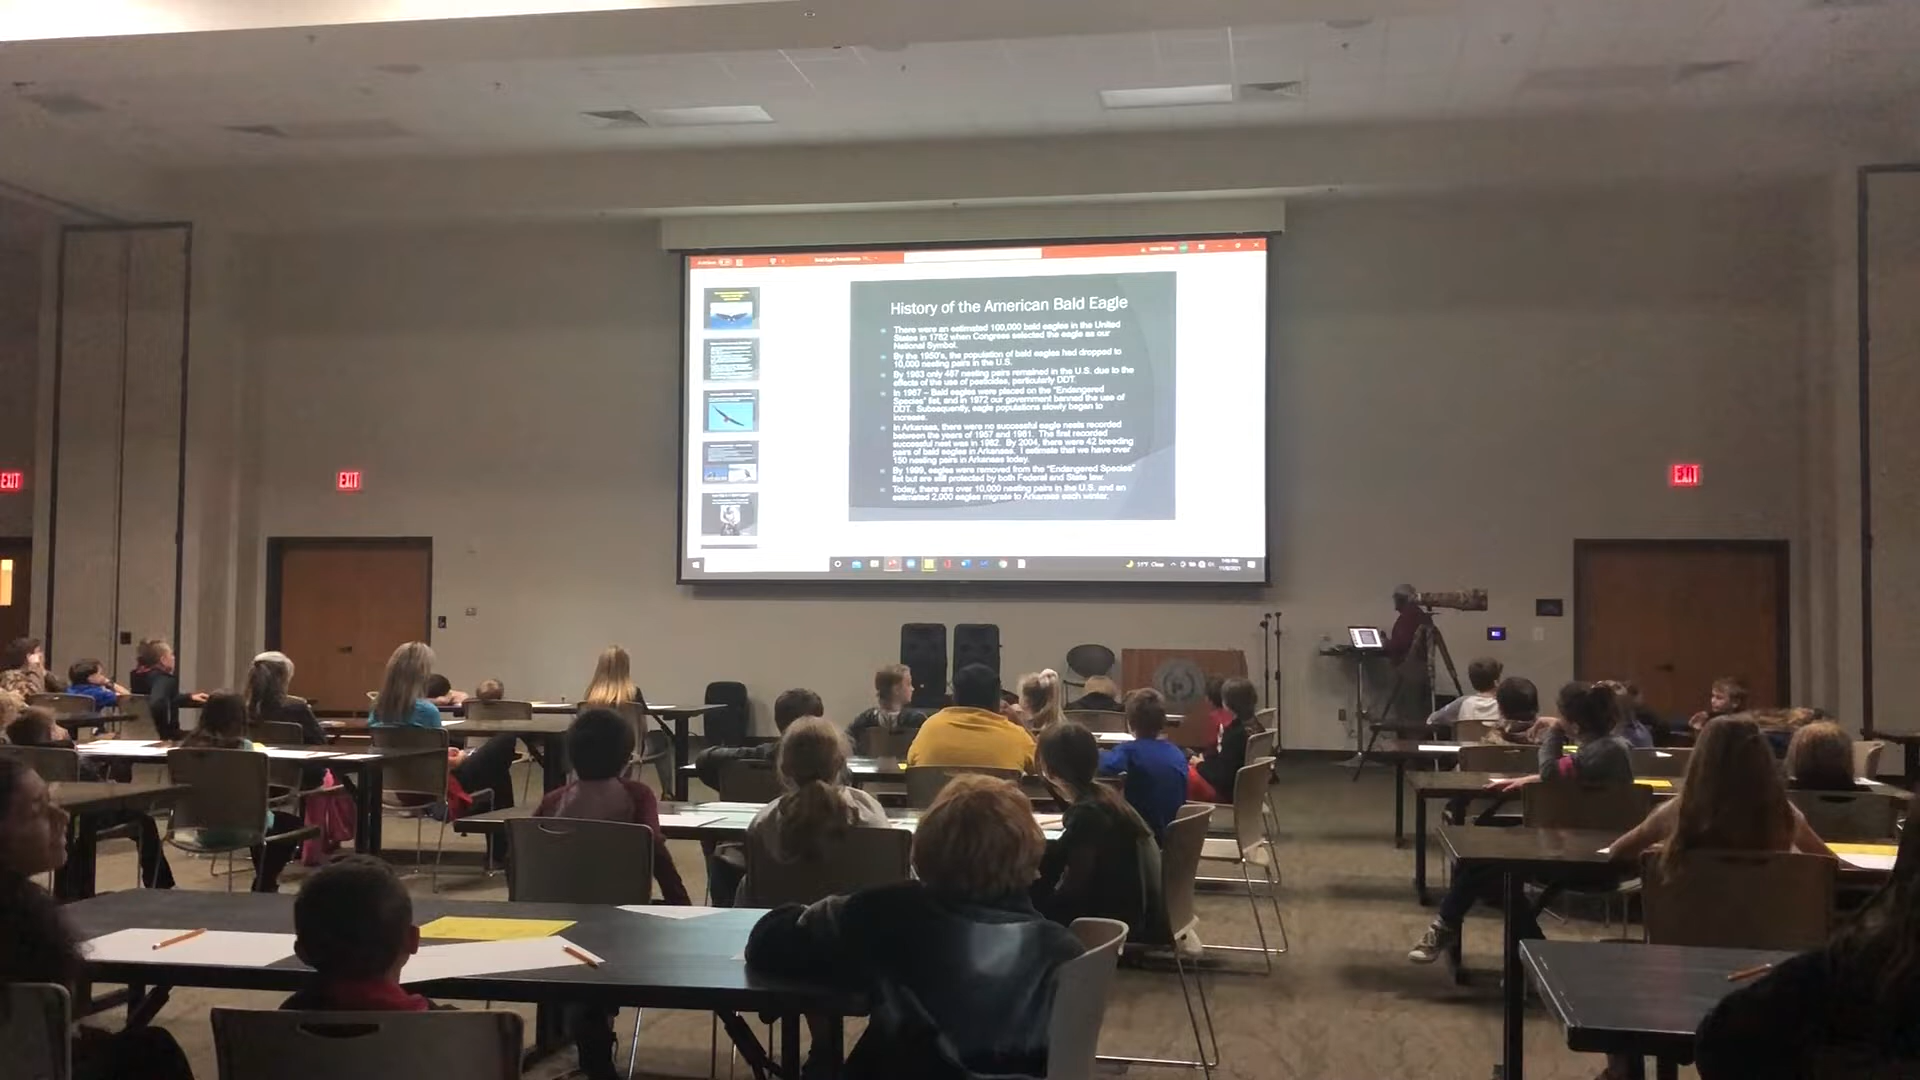 History of the American Bald Eagle
There were an estimated 100,000 bald eagles in the United
States in 1782 when Congress selected the eagle as our
National Symbol.
By the 1950's, the population of bald eagles had dropped to
10,000 nesting pairs in the U.S.
By 1963 only 487 nesting pairs remained in the U.S. due to the
effects of the use of pesticides, particularly DDT.
In 1967 – Bald eagles were placed on the "Endangered
Species" list, and in 1972 our government banned the use of
DDT. Subsequently, eagle populations slowly began to
increase.
In Arkansas, there were no successful eagle nests recorded
between the years of 1957 and 1981. The first recorded
successful nest was in 1982. By 2004, there were 42 breeding
pairs of bald eagles in Arkansas. I estimate that we have over
150 nesting pairs in Arkansas today.
By 1999, eagles were removed from the "Endangered Species"
list but are still protected by both Federal and State law.
Today, there are over 10,000 nesting pairs in the U.S. and an
estimated 2,000 eagles migrate to Arkansas each winter.
51°F Clear
EXIT
EXIT
EXIT